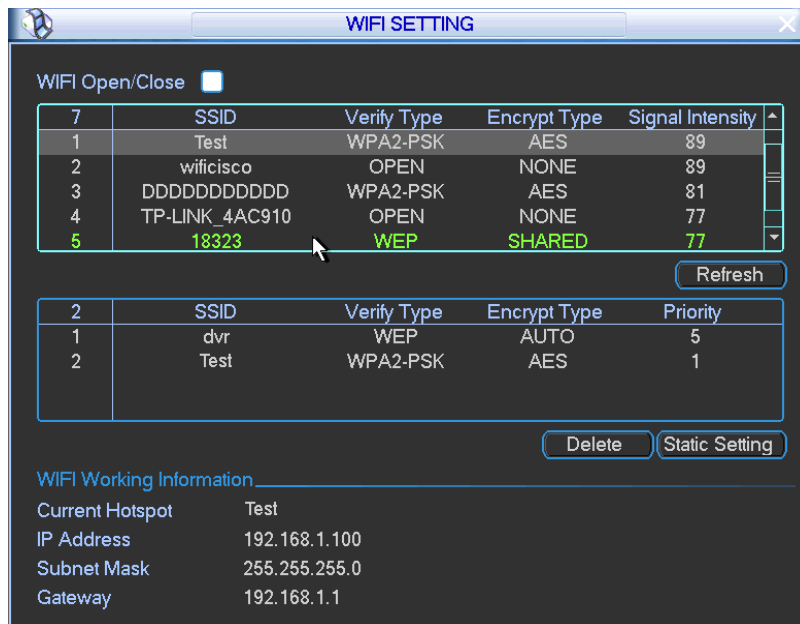 WIFI SETTING
WIFI Open/Close
7 SSID Verify Type Encrypt Type Signal Intensity
1 Test WPA2-PSK AES 89
2 wificisco OPEN NONE 89
3 DDDDDDDDDDD WPA2-PSK AES 81
4 TP-LINK_4AC910 OPEN NONE 77
5 18323 WEP SHARED 77
Refresh
2 SSID Verify Type Encrypt Type Priority
1 dvr WEP AUTO 5
2 Test WPA2-PSK AES 1
Delete Static Setting
WIFI Working Information
Current Hotspot Test
IP Address 192.168.1.100
Subnet Mask 255.255.255.0
Gateway 192.168.1.1